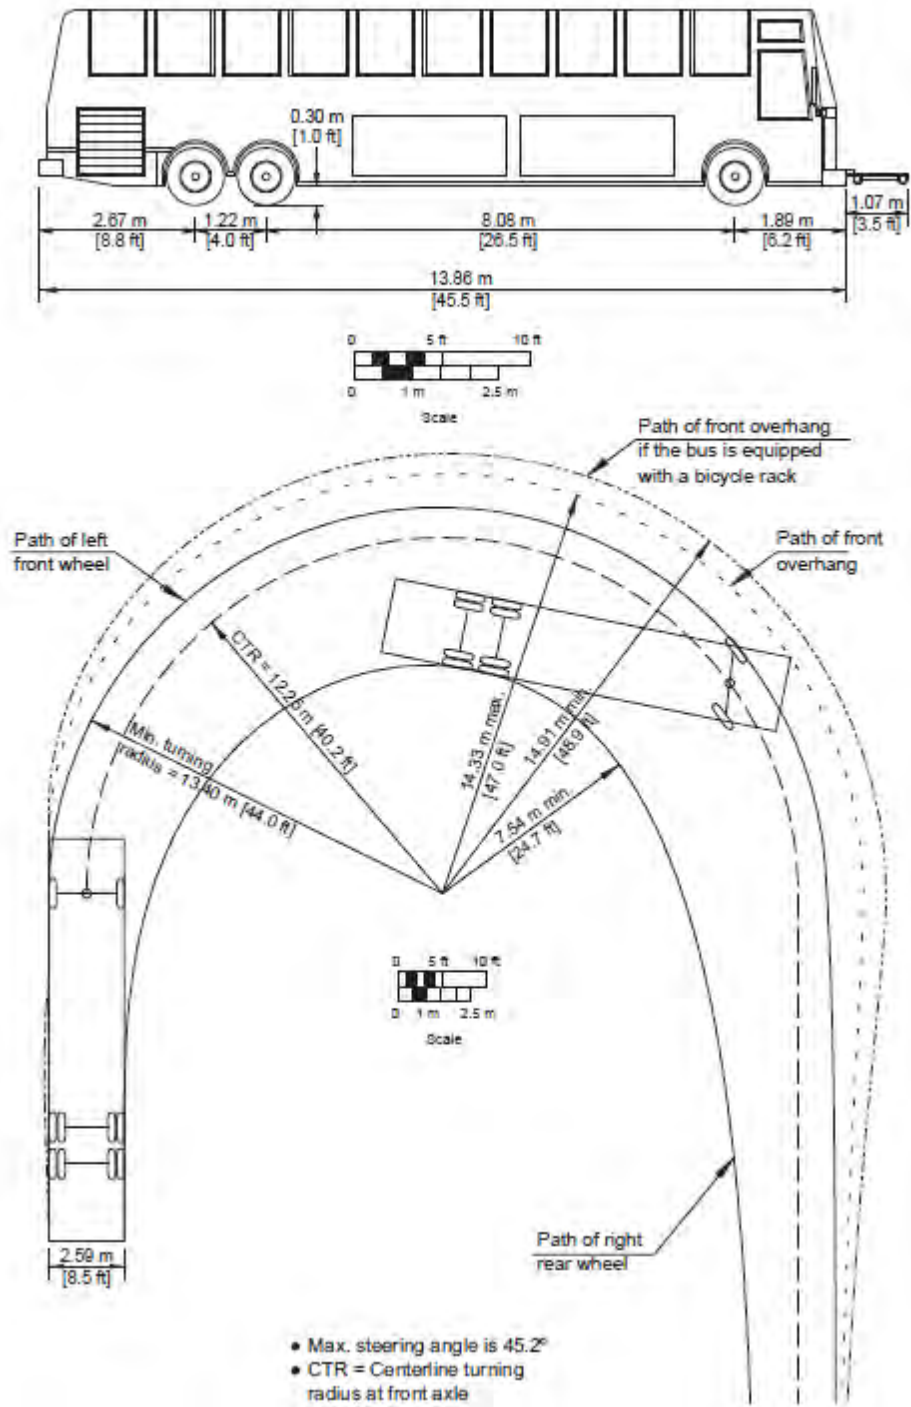 0.30 m
[1.0 ft]
2.67 m
[8.8 ft]
1.22 m
[4.0 ft]
8.08 m
[26.5 ft]
1.89 m
[6.2 ft]
1.07 m
[3.5 ft]
13.86 m
[45.5 ft]
0 5 ft 10 ft
0 1 m 2.5 m
Scale
Path of front overhang
if the bus is equipped
with a bicycle rack
Path of left
front wheel
Path of front
overhang
CTR = 12.25 m [40.2 ft]
Min. turning
radius = 13.40 m [44.0 ft]
14.33 m max.
[47.0 ft]
14.91 m min.
[48.9 ft]
7.54 m min.
[24.7 ft]
0 5 ft 10 ft
0 1 m 2.5 m
Scale
2.59 m
[8.5 ft]
Path of right
rear wheel
• Max. steering angle is 45.2º
• CTR = Centerline turning
radius at front axle